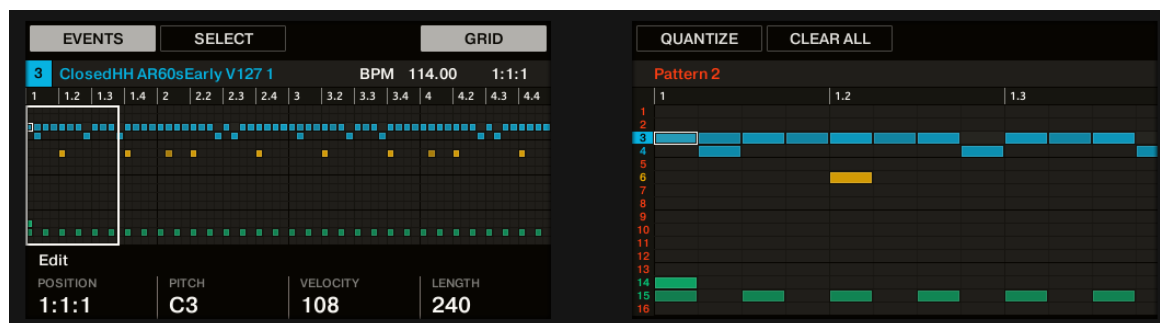 EVENTS SELECT GRID
3 ClosedHH AR60sEarly V127 1 BPM 114.00 1:1:1
1 1.2 1.3 1.4 2 2.2 2.3 2.4 3 3.2 3.3 3.4 4 4.2 4.3 4.4
Edit
POSITION PITCH VELOCITY LENGTH
1:1:1 C3 108 240
QUANTIZE CLEAR ALL
Pattern 2
1 1.2 1.3
1
2
3
4
5
6
7
8
9
10
11
12
13
14
15
16